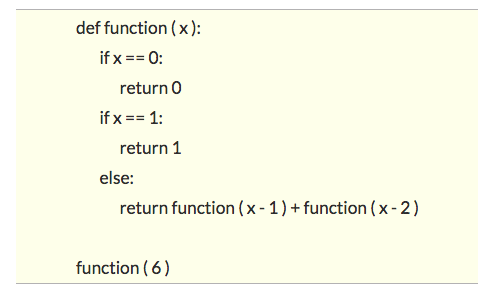 def function ( x ):
if x == 0:
return 0
if x == 1:
return 1
else:
return function ( x - 1 ) + function ( x - 2 )
function ( 6 )